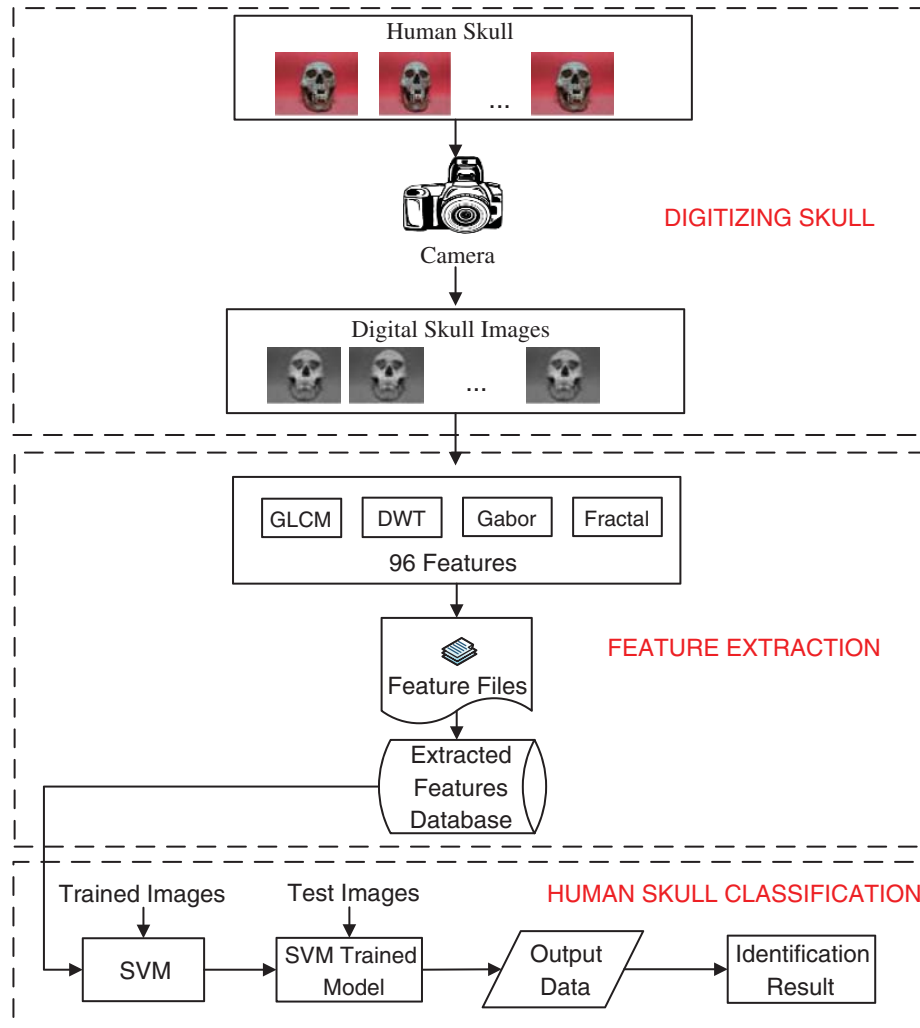 Human Skull
...
Camera
DIGITIZING SKULL
Digital Skull Images
...
GLCM DWT Gabor Fractal
96 Features
Feature Files
FEATURE EXTRACTION
Extracted
Features
Database
HUMAN SKULL CLASSIFICATION
Trained Images
Test Images
SVM
SVM Trained
Model
Output
Data
Identification
Result